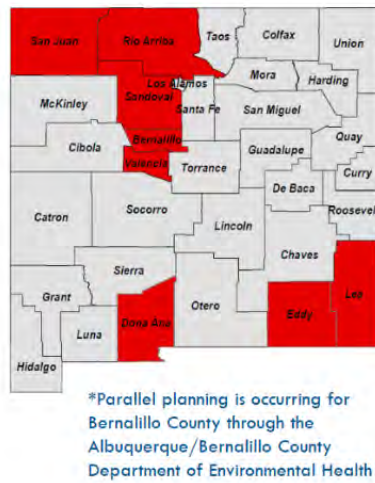 San Juan
Rio Arriba
Taos
Colfax
Union
Los Alamos
Mora
Harding
Sandoval
McKinley
Santa Fe
San Miguel
Bernalillo
Quay
Cibola
Guadalupe
Valencia
Torrance
Curry
De Baca
Catron
Socorro
Roosevelt
Lincoln
Chaves
Sierra
Lea
Grant
Otero
Eddy
Luna
Dona Ana
Hidalgo
*Parallel planning is occurring for
Bernalillo County through the
Albuquerque/Bernalillo County
Department of Environmental Health